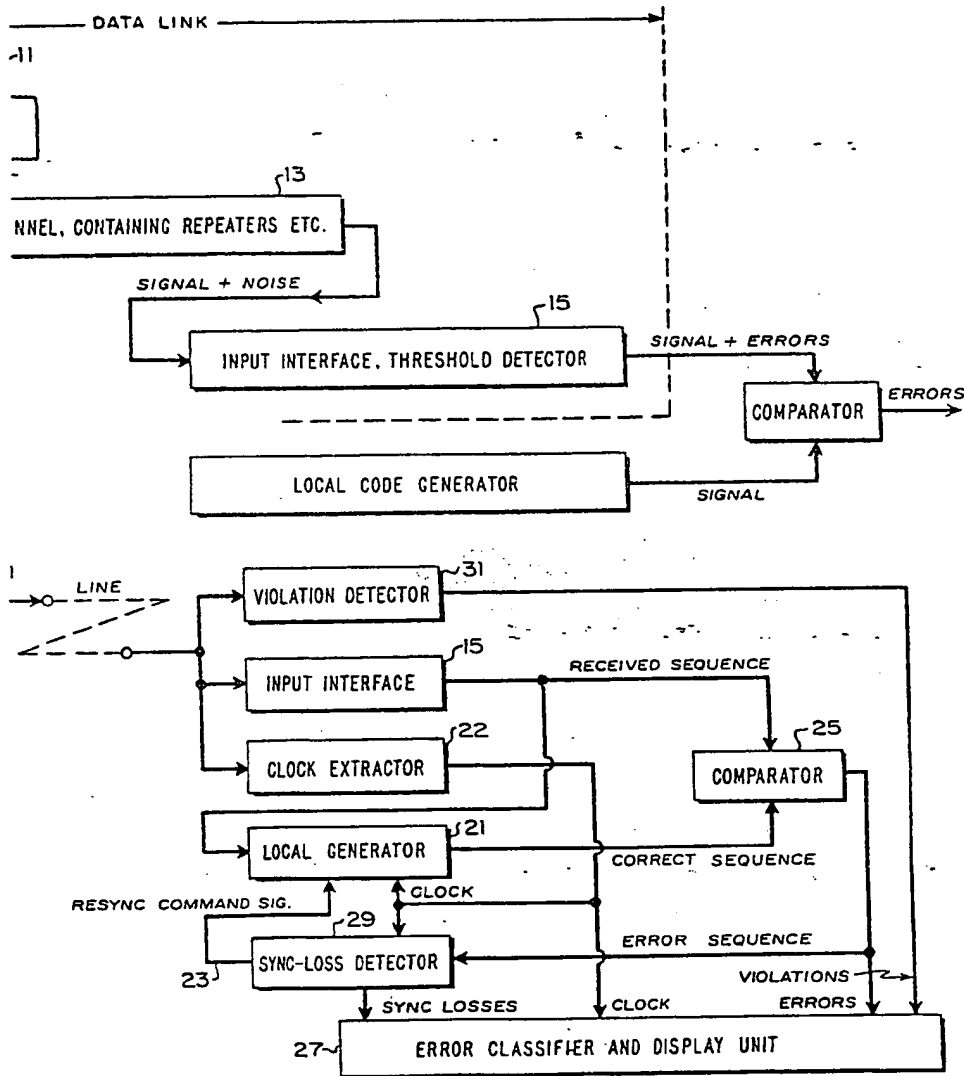 DATA LINK
11
13
NNEL, CONTAINING REPEATERS ETC.
SIGNAL + NOISE
15
INPUT INTERFACE, THRESHOLD DETECTOR
SIGNAL + ERRORS
COMPARATOR
ERRORS
LOCAL CODE GENERATOR
SIGNAL
1
LINE
31
VIOLATION DETECTOR
15
INPUT INTERFACE
RECEIVED SEQUENCE
22
CLOCK EXTRACTOR
25
COMPARATOR
21
LOCAL GENERATOR
CORRECT SEQUENCE
CLOCK
RESYNC COMMAND SIG.
29
SYNC-LOSS DETECTOR
23
ERROR SEQUENCE
VIOLATIONS
SYNC LOSSES
CLOCK
ERRORS
27
ERROR CLASSIFIER AND DISPLAY UNIT